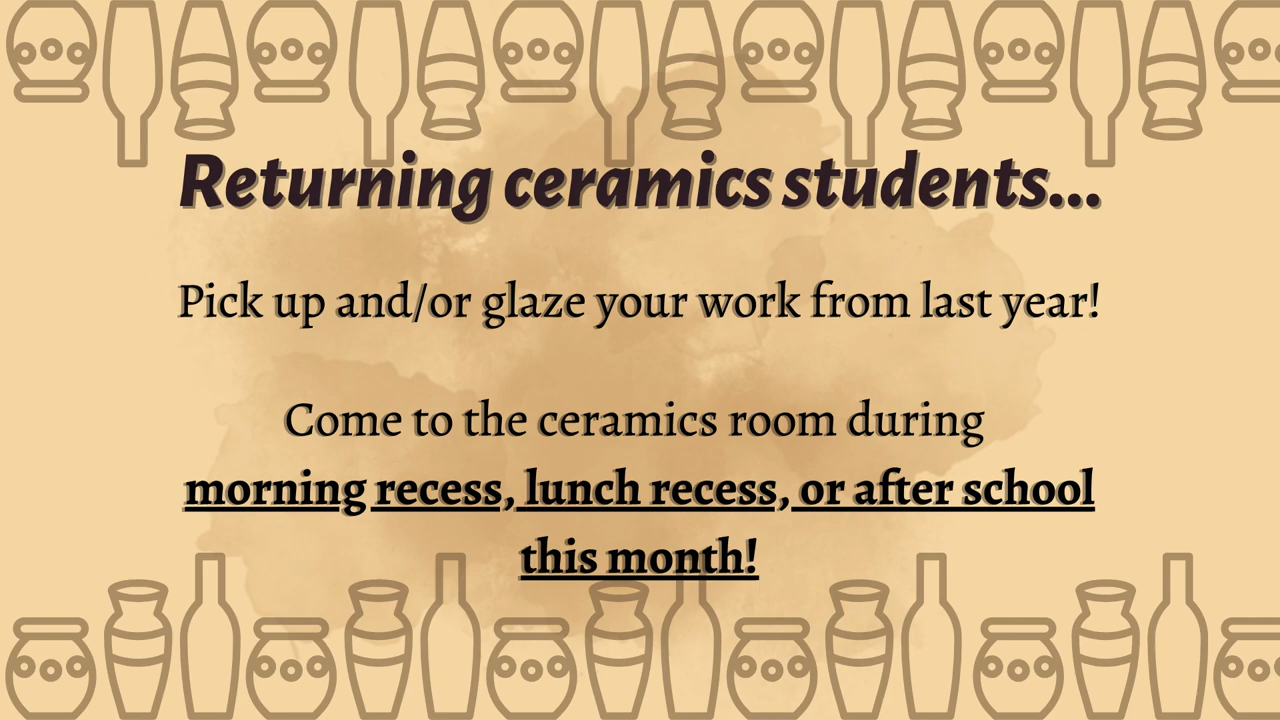 Returning ceramics students...
Pick up and/or glaze your work from last year!
Come to the ceramics room during
morning recess, lunch recess, or after school
this month!